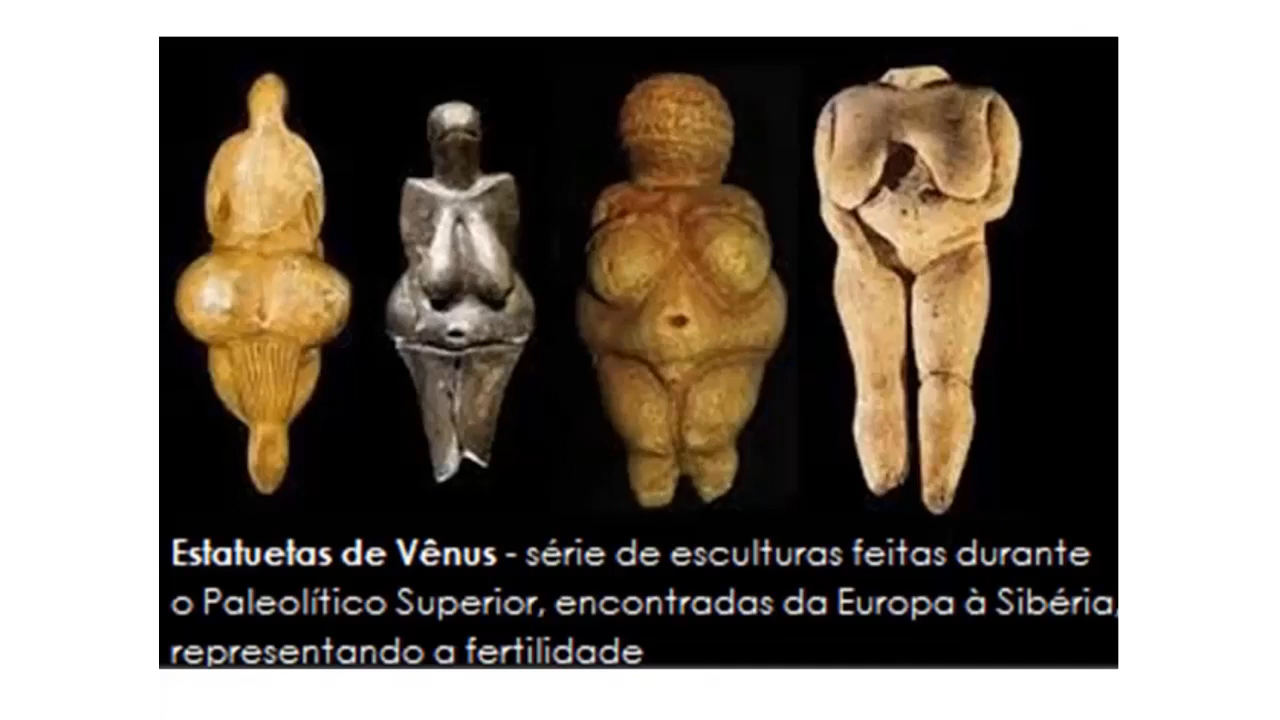 Estatuetas de Vênus - série de esculturas feitas durante
o Paleolítico Superior, encontradas da Europa à Sibéria,
representando a fertilidade